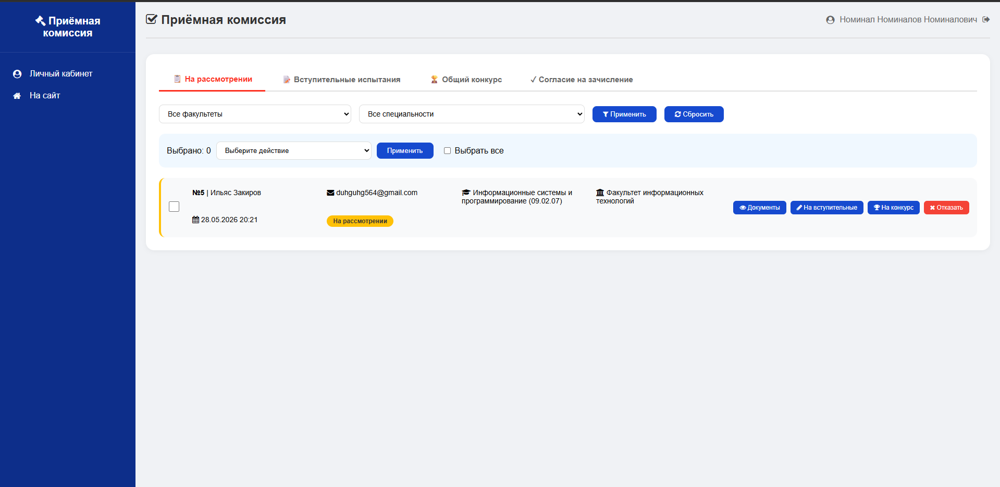 Приёмная
комиссия
Личный кабинет
На сайт
Приёмная комиссия
Номинал Номиналов Номиналович
На рассмотрении
Вступительные испытания
Общий конкурс
✓ Согласие на зачисление
Все факультеты
Все специальности
Применить
Сбросить
Выбрано: 0
Выберите действие
Применить
Выбрать все
№5 | Ильяс Закиров
duhguhg564@gmail.com
Информационные системы и
программирование (09.02.07)
Факультет информационных
технологий
28.05.2026 20:21
На рассмотрении
Документы
На вступительные
На конкурс
Отказать